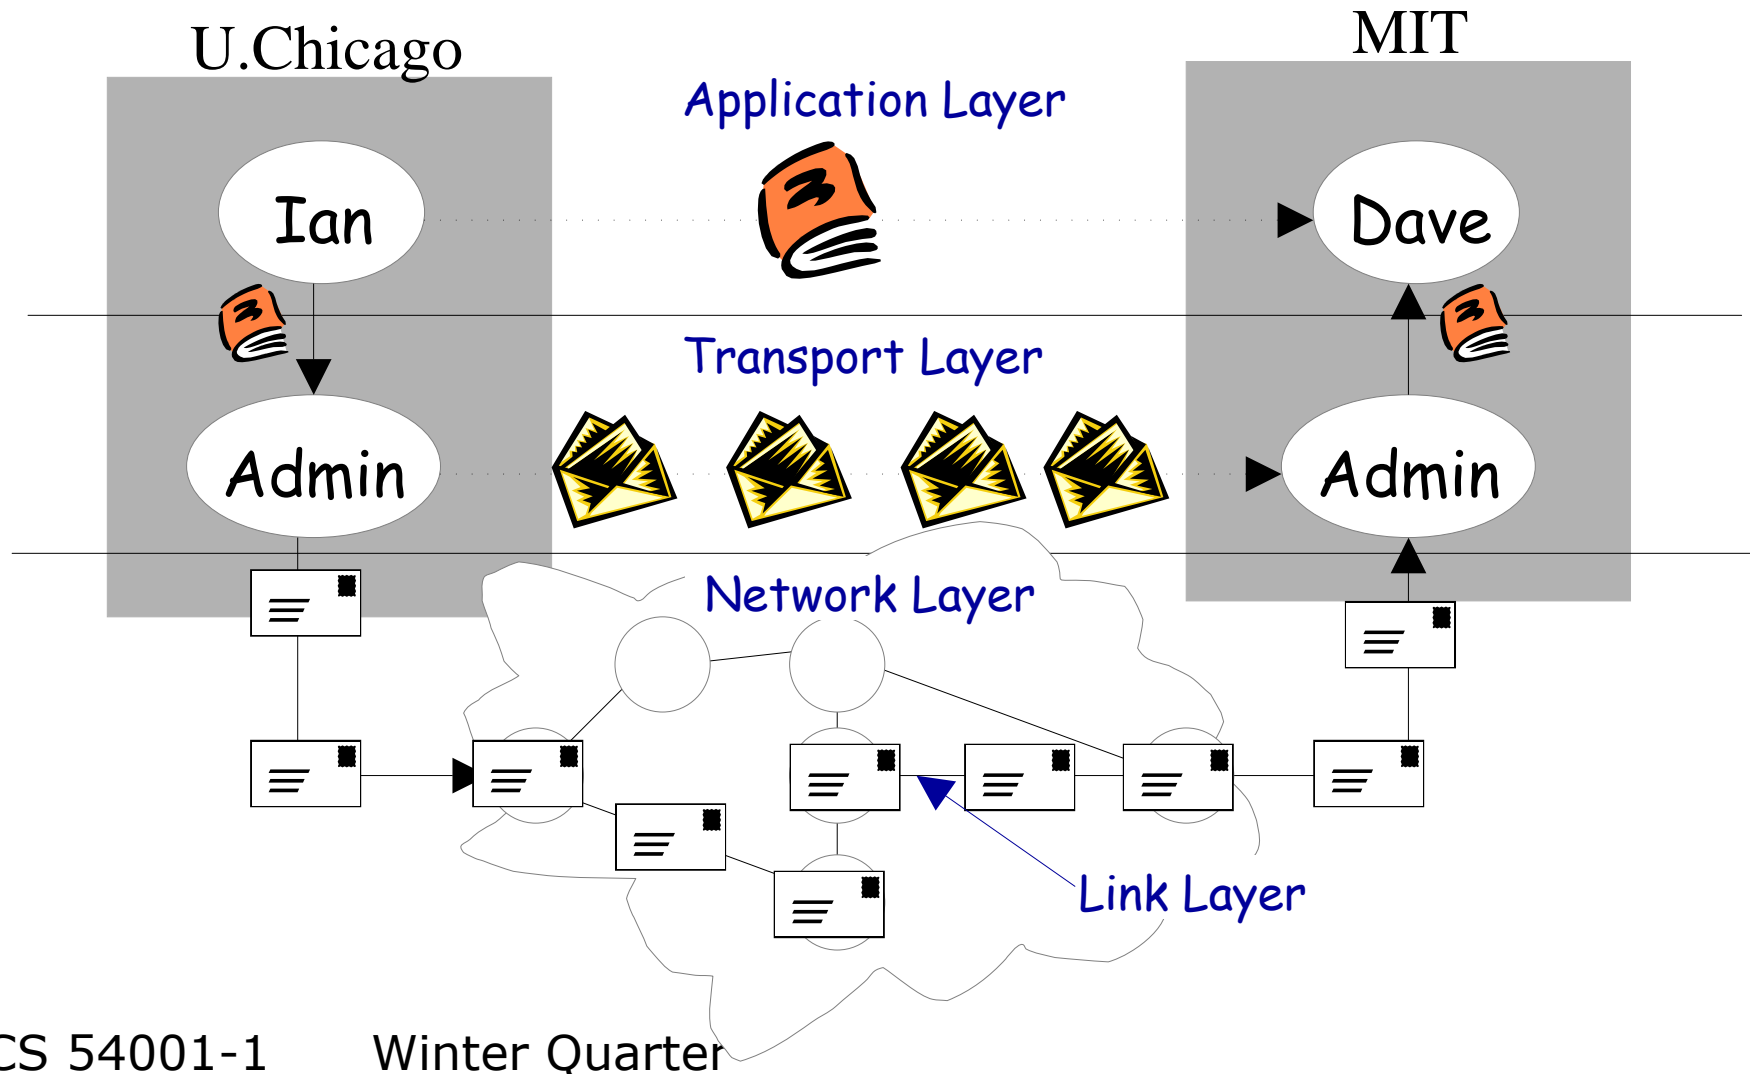 U.Chicago
MIT
Application Layer
Ian
Dave
Transport Layer
Admin
Admin
Network Layer
Link Layer
CS 54001-1 Winter Quarter